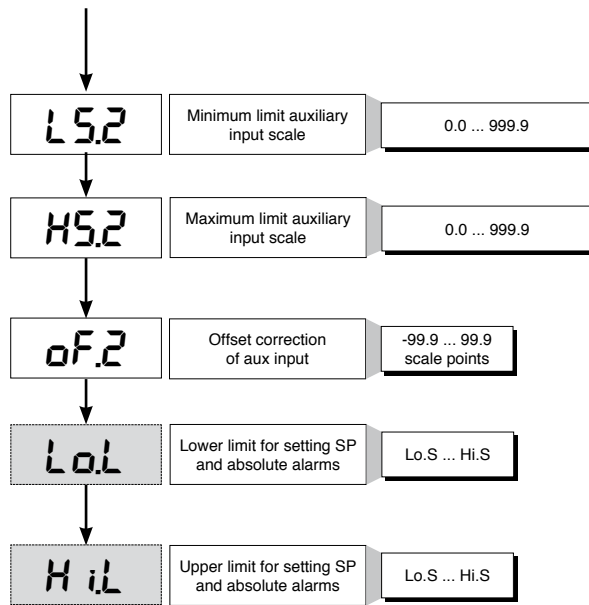 LS.2
Minimum limit auxiliary
input scale
0.0 ... 999.9
HS.2
Maximum limit auxiliary
input scale
0.0 ... 999.9
oF.2
Offset correction
of aux input
-99.9 ... 99.9
scale points
Lo.L
Lower limit for setting SP
and absolute alarms
Lo.S ... Hi.S
Hi.L
Upper limit for setting SP
and absolute alarms
Lo.S ... Hi.S